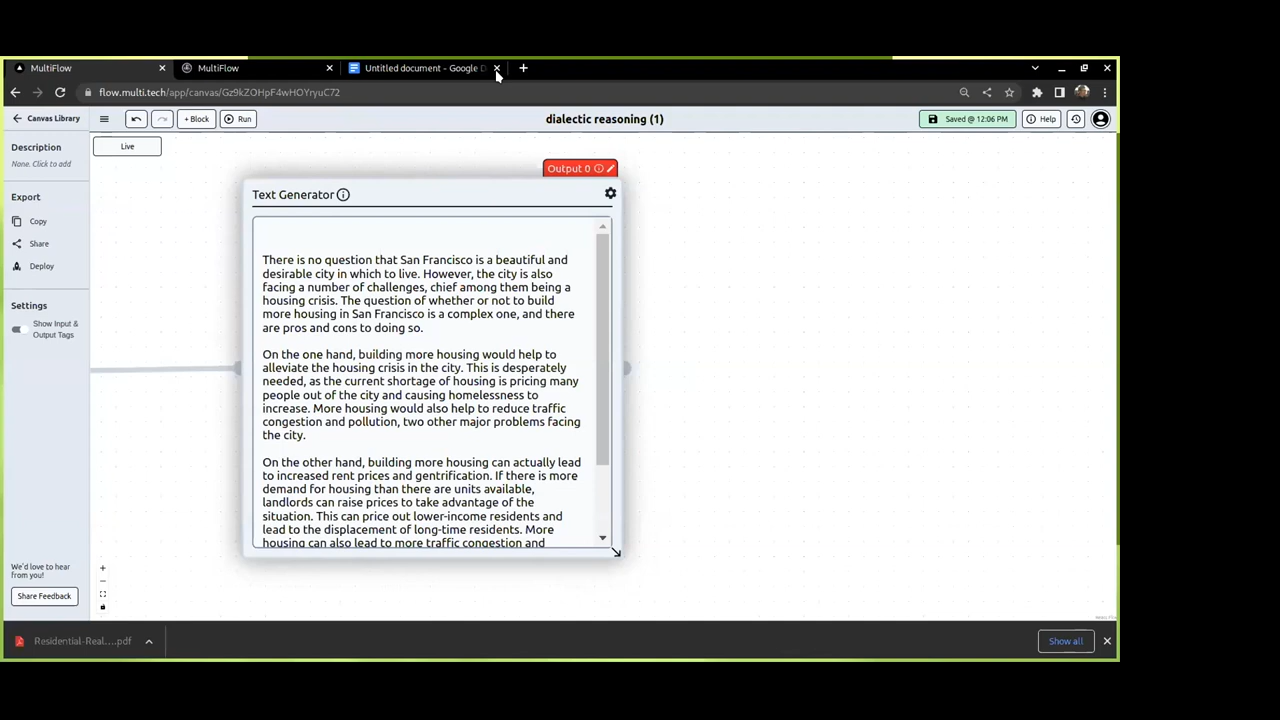 MultiFlow
MultiFlow
Untitled document - Google D
flow.multi.tech/app/canvas/Gz9kZOHpF4wHOYryuC72
Canvas Library
+ Block
Run
dialectic reasoning (1)
Saved @ 12:06 PM
Help
Description
None. Click to add
Live
Export
Copy
Share
Deploy
Settings
Show Input &
Output Tags
Output 0
Text Generator
There is no question that San Francisco is a beautiful and
desirable city in which to live. However, the city is also
facing a number of challenges, chief among them being a
housing crisis. The question of whether or not to build
more housing in San Francisco is a complex one, and there
are pros and cons to doing so.
On the one hand, building more housing would help to
alleviate the housing crisis in the city. This is desperately
needed, as the current shortage of housing is pricing many
people out of the city and causing homelessness to
increase. More housing would also help to reduce traffic
congestion and pollution, two other major problems facing
the city.
On the other hand, building more housing can actually lead
to increased rent prices and gentrification. If there is more
demand for housing than there are units available,
landlords can raise prices to take advantage of the
situation. This can price out lower-income residents and
lead to the displacement of long-time residents. More
housing can also lead to more traffic congestion and
We'd love to hear
from you!
Share Feedback
Residential-Real....pdf
Show all